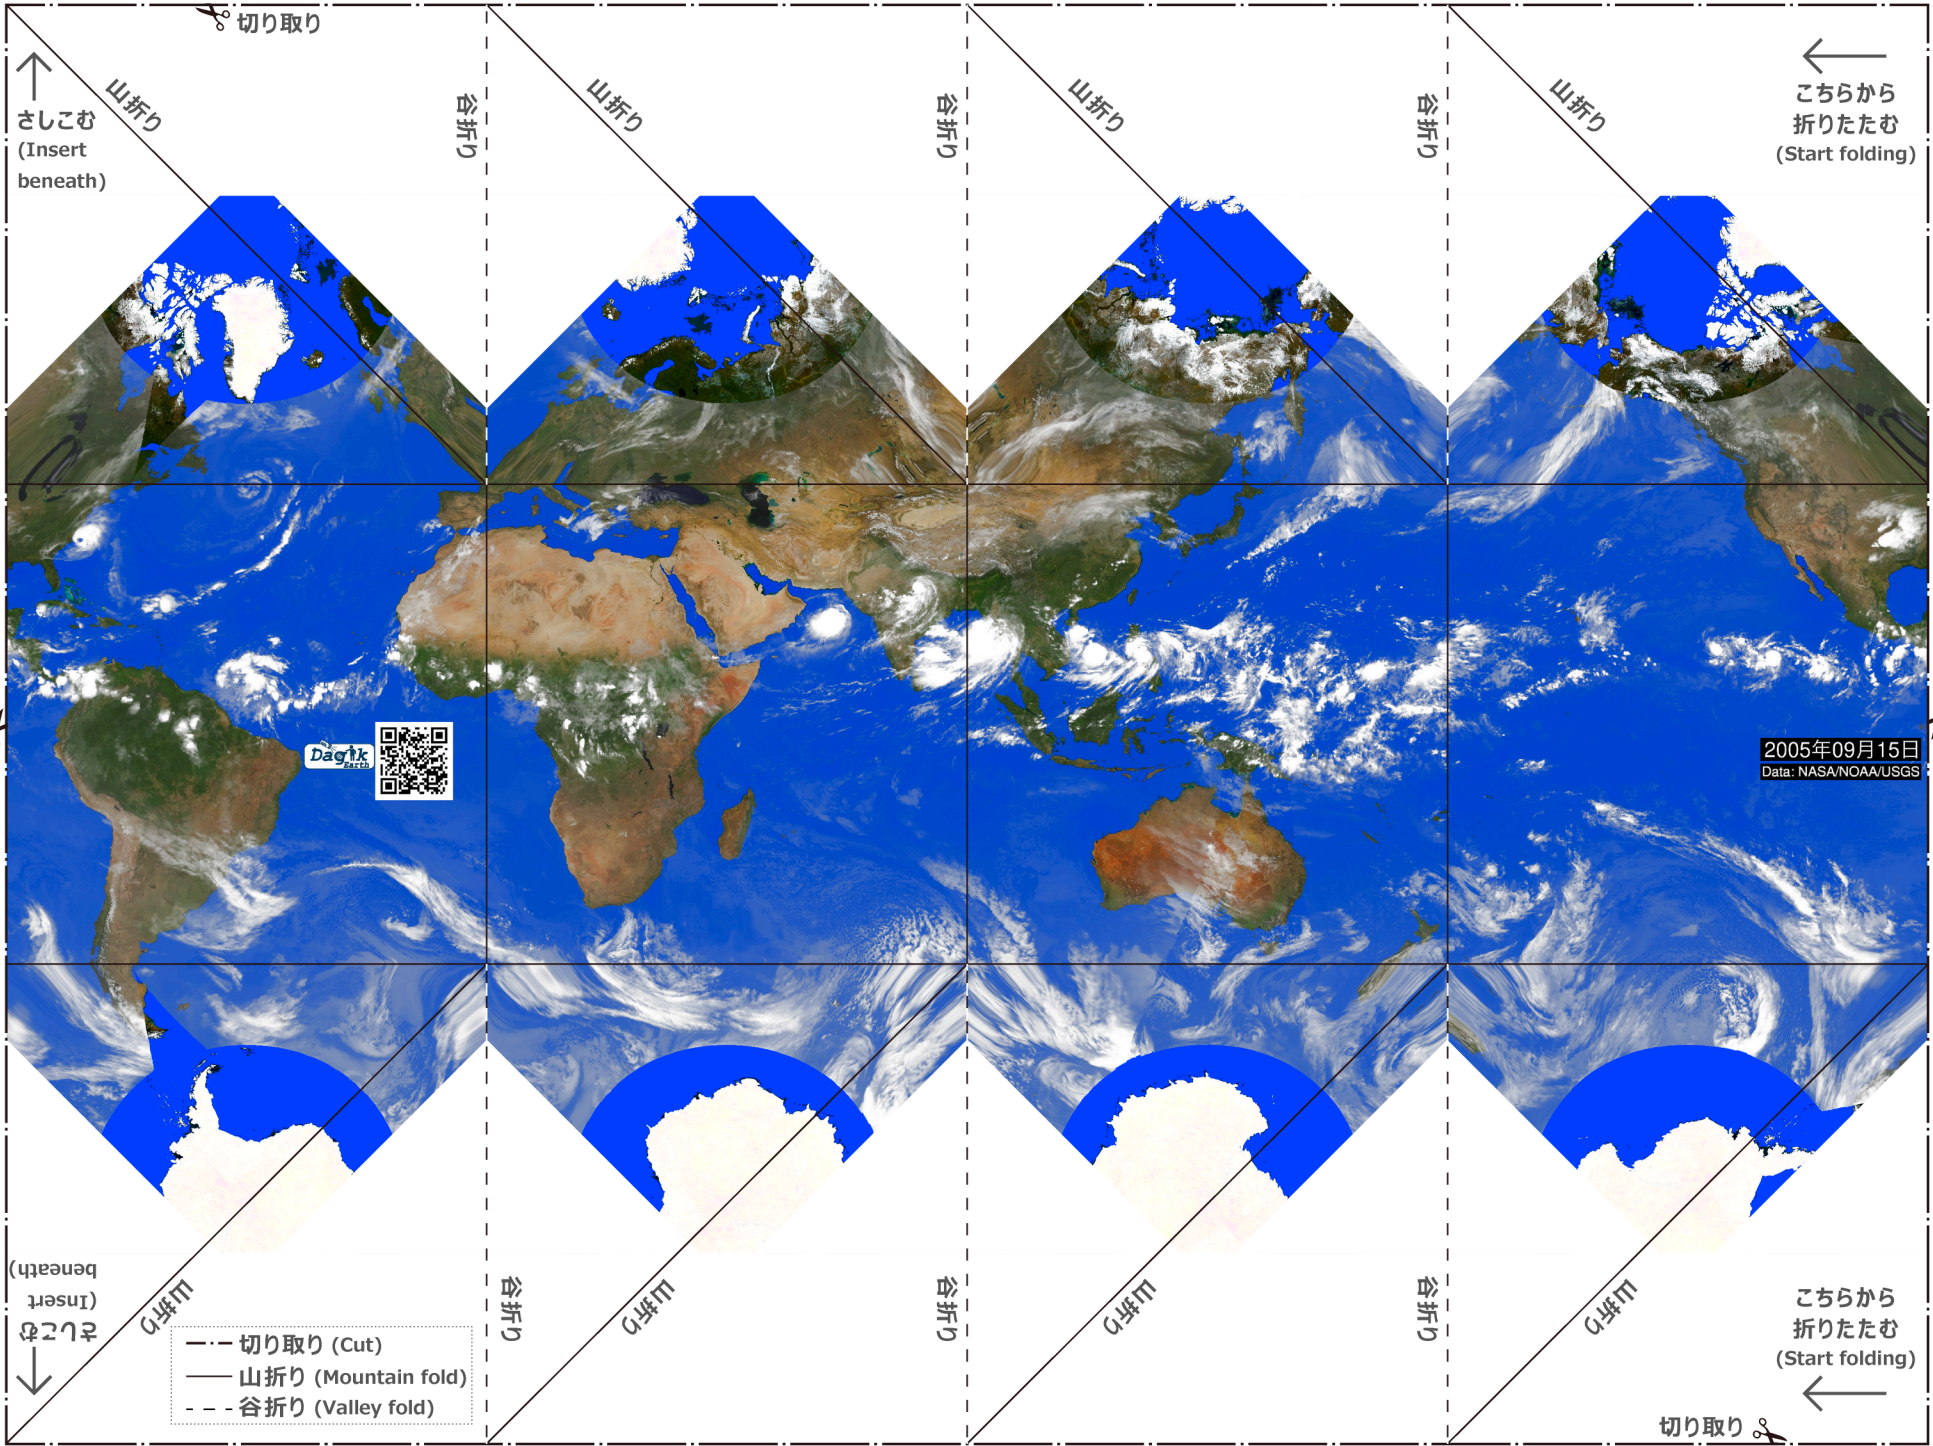 切り取り
こちらから
折りたたむ
(Start folding)
さしこむ
(Insert
beneath)
山折り
谷折り
山折り
谷折り
山折り
谷折り
山折り
Dagik
Earth
2005年09月15日
Data: NASA/NOAA/USGS
さしこむ
(Insert
beneath)
山折り
谷折り
山折り
谷折り
山折り
谷折り
山折り
こちらから
折りたたむ
(Start folding)
切り取り (Cut)
山折り (Mountain fold)
谷折り (Valley fold)
切り取り